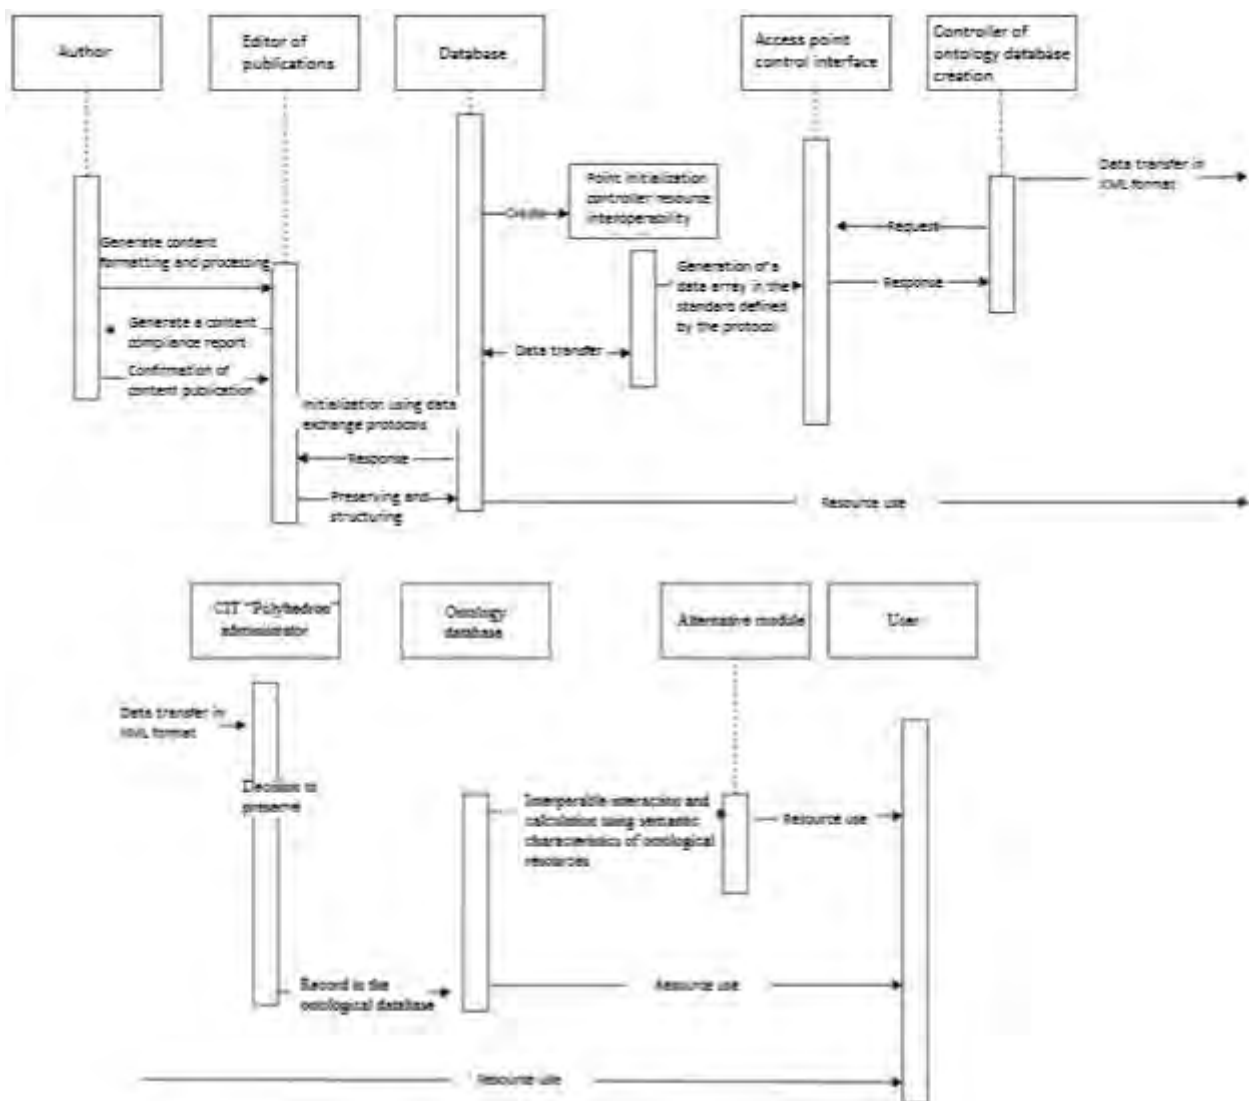 Author
Editor of
publications
Database
Access point
control interface
Controller of
ontology database
creation
Data transfer in
XML format
Point initialization
controller resource
interoperability
Create
Request
Generate content
formatting and processing
Generation of a
data array in the
standard defined
by the protocol
Response
Generate a content
compliance report
Data transfer
Confirmation of
content publication
Initialization using data
exchange protocols
Response
Preserving and
structuring
Resource use
CIT "Polyhedron"
administrator
Ontology
database
Alternative module
User
Data transfer in
XML format
Decision to
preserve
Interoperable interaction and
calculation using semantic
characteristics of ontological
resources
Resource use
Record in the
ontological database
Resource use
Resource use